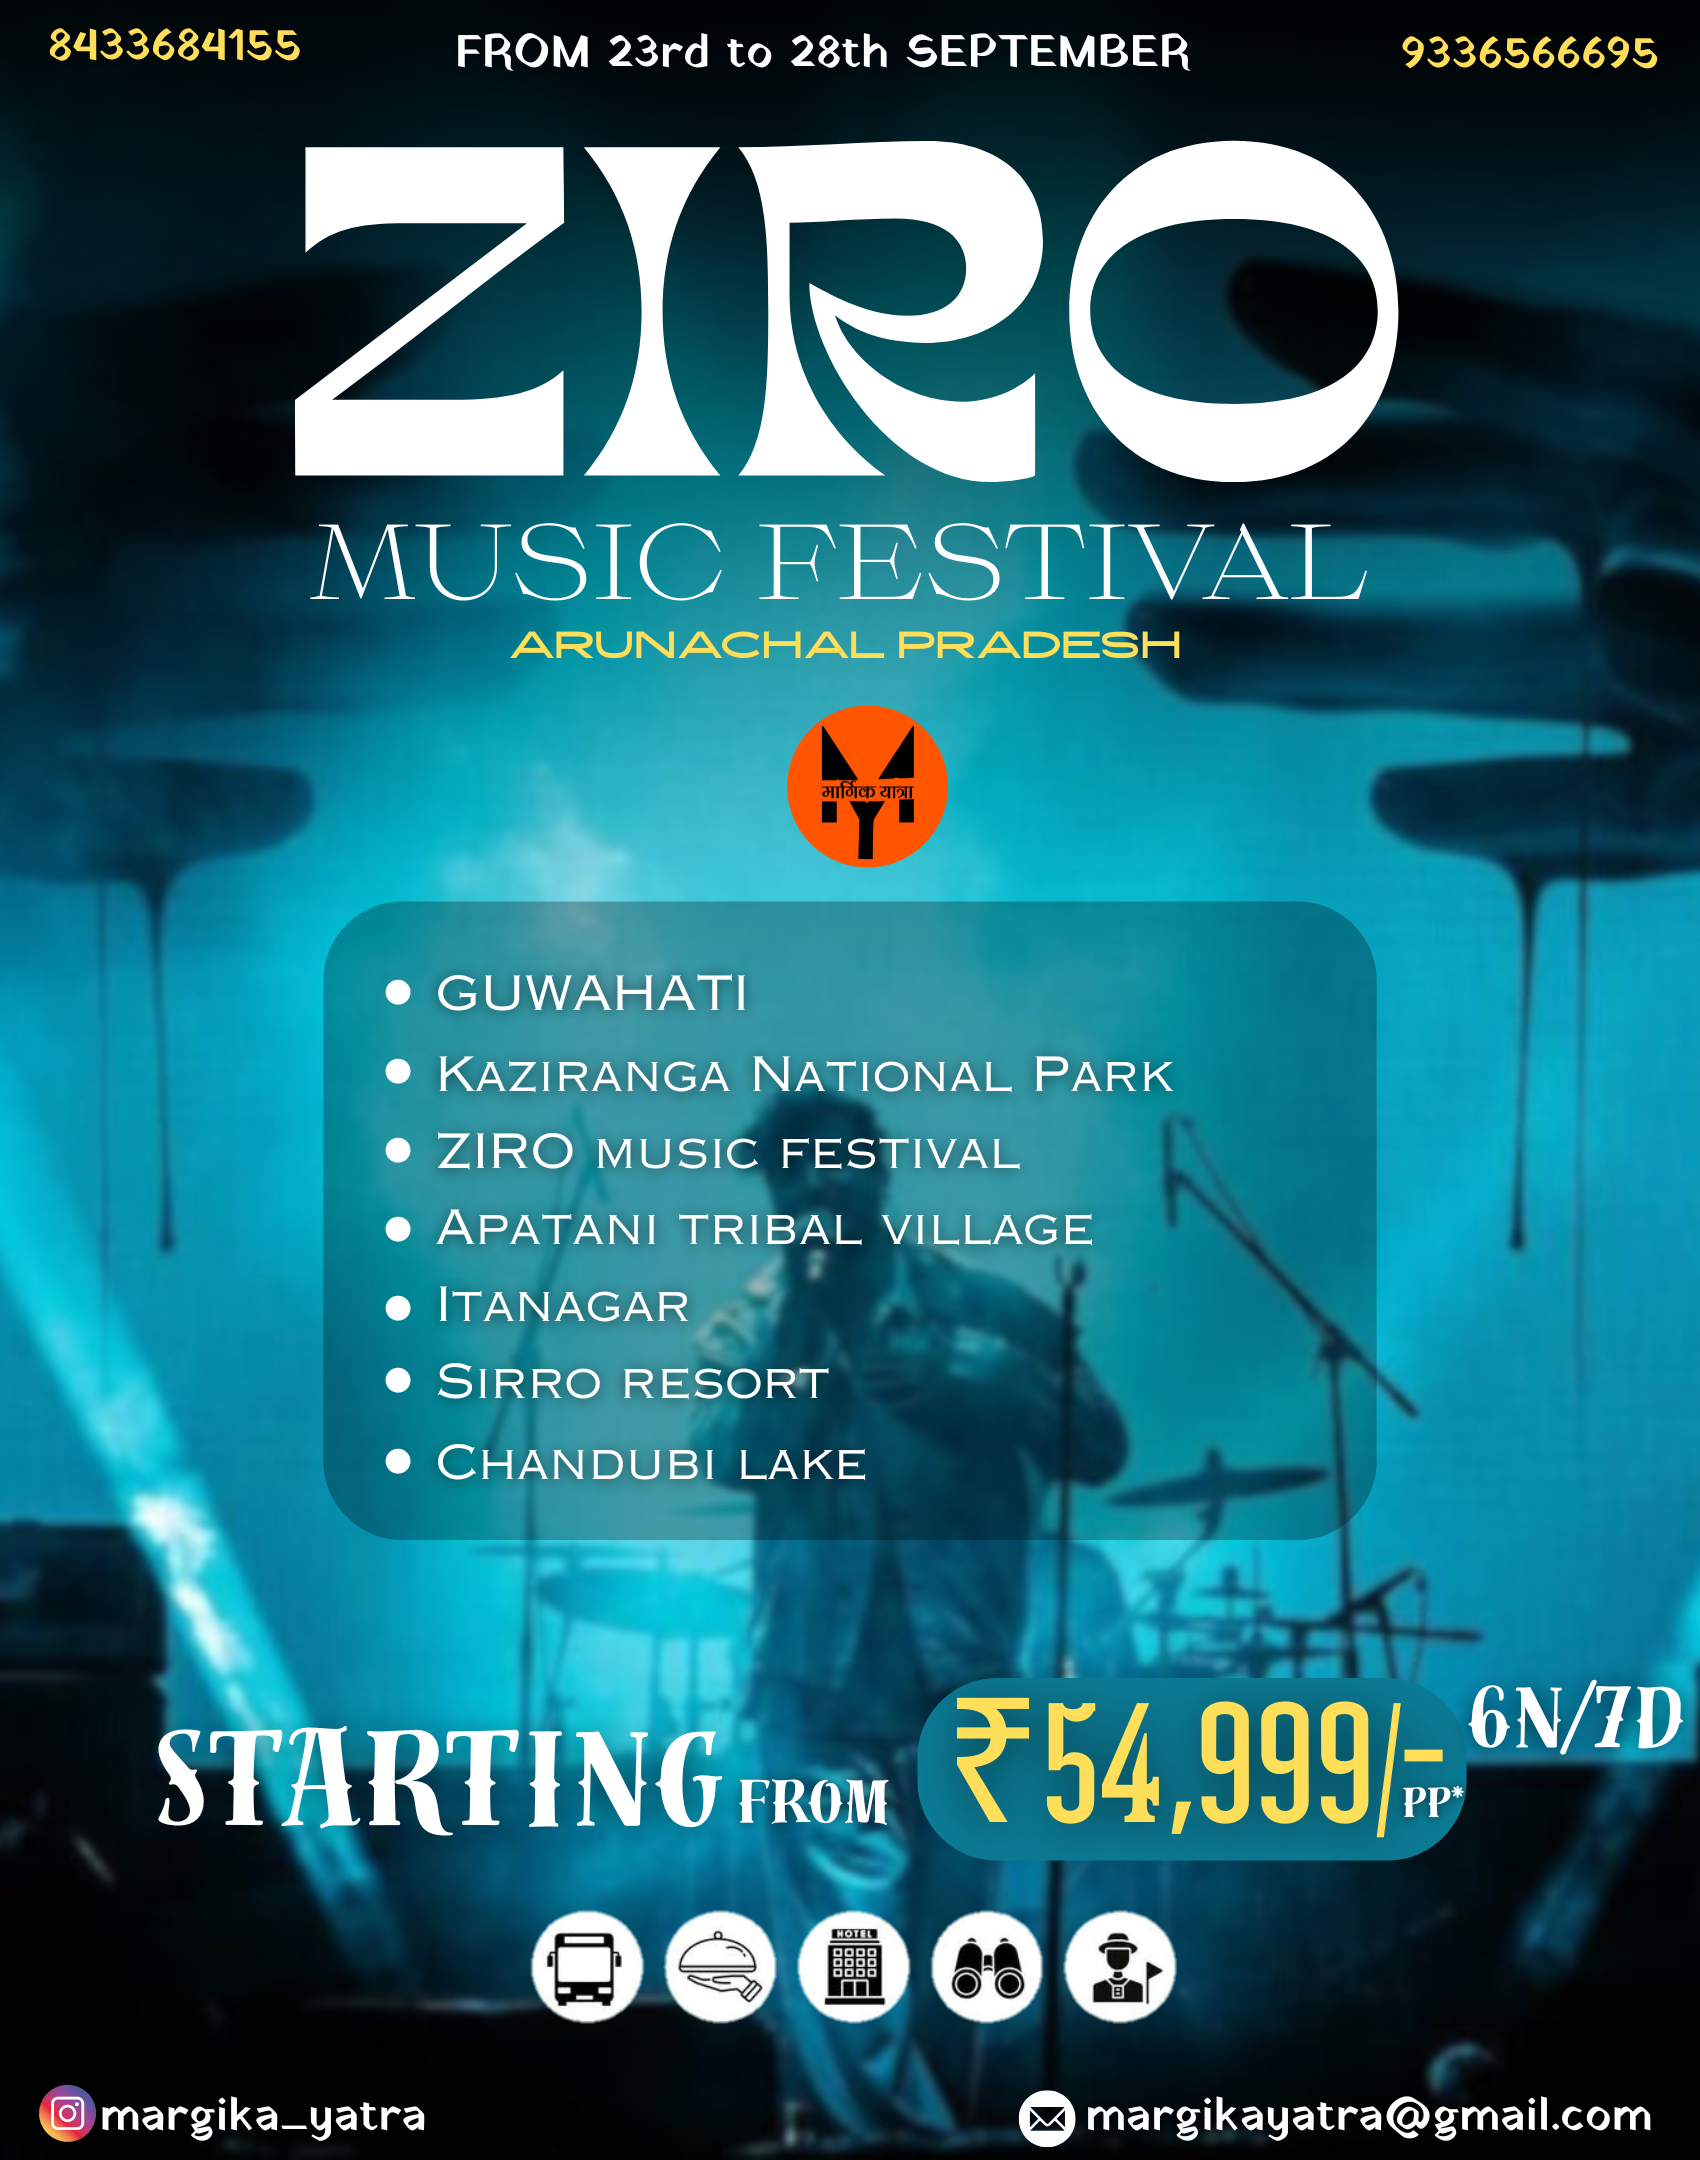 8433684155
FROM 23rd to 28th SEPTEMBER
9336566695
ZIRO
MUSIC FESTIVAL
ARUNACHAL PRADESH
मार्गिक यात्रा
GUWAHATI
KAZIRANGA NATIONAL PARK
ZIRO MUSIC FESTIVAL
APATANI TRIBAL VILLAGE
ITANAGAR
SIRRO RESORT
CHANDUBI LAKE
6N/7D
STARTING FROM ₹54,999/-
PP*
HOTEL
margika_yatra
margikayatra@gmail.com